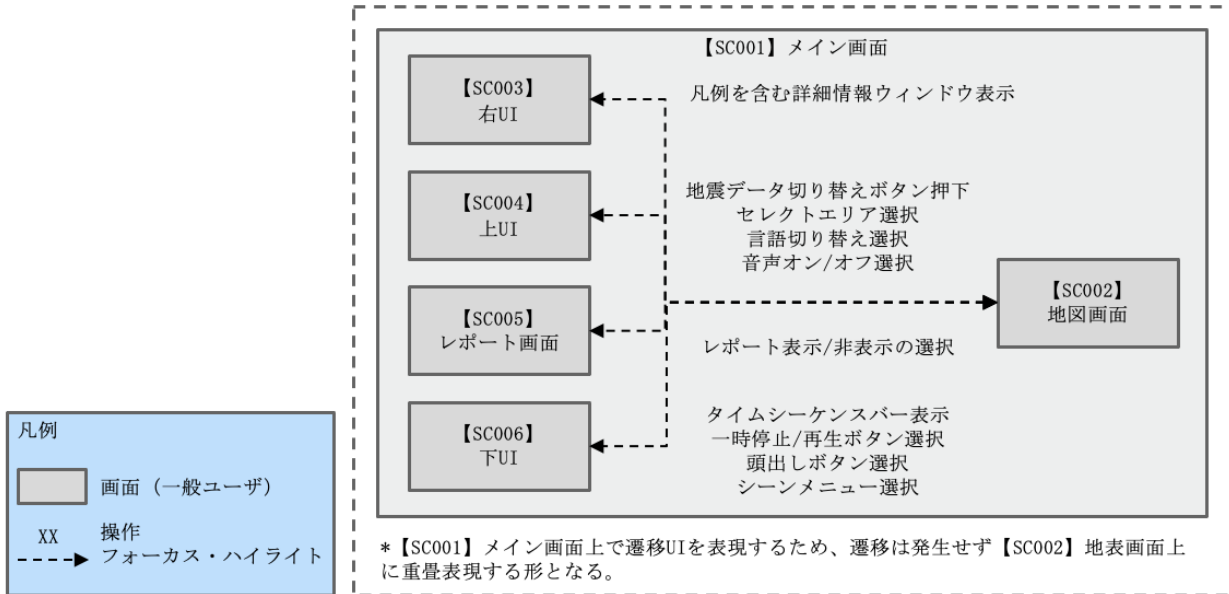 【SC001】メイン画面
【SC003】
右UI
凡例を含む詳細情報ウィンドウ表示
【SC004】
上UI
地震データ切り替えボタン押下
セレクトエリア選択
言語切り替え選択
音声オン/オフ選択
【SC002】
地図画面
【SC005】
レポート画面
レポート表示/非表示の選択
【SC006】
下UI
タイムシーケンスバー表示
一時停止/再生ボタン選択
頭出しボタン選択
シーンメニュー選択
凡例
画面（一般ユーザ）
XX
操作
フォーカス・ハイライト
*【SC001】メイン画面上で遷移UIを表現するため、遷移は発生せず【SC002】地表画面上
に重畳表現する形となる。